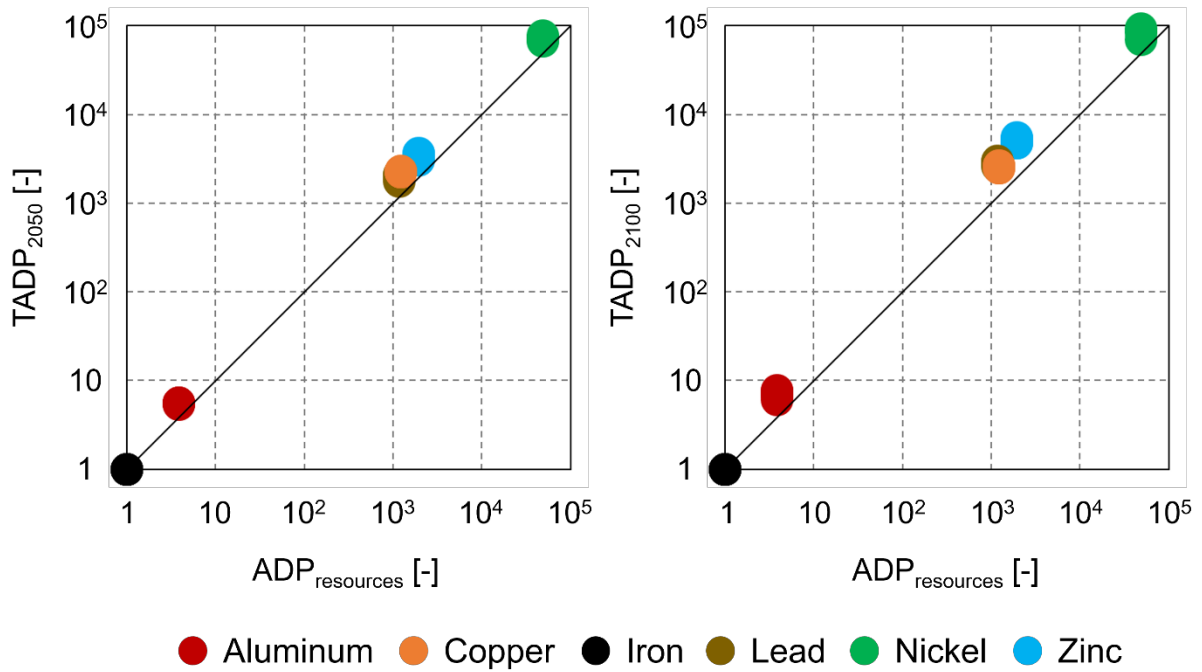 TADP₂₀₅₀ [-]
10⁵
10⁴
10³
10²
10
1
1 10 10² 10³ 10⁴ 10⁵
ADPresources [-]
TADP₂₁₀₀ [-]
10⁵
10⁴
10³
10²
10
1
1 10 10² 10³ 10⁴ 10⁵
ADPresources [-]
Aluminum Copper Iron Lead Nickel Zinc